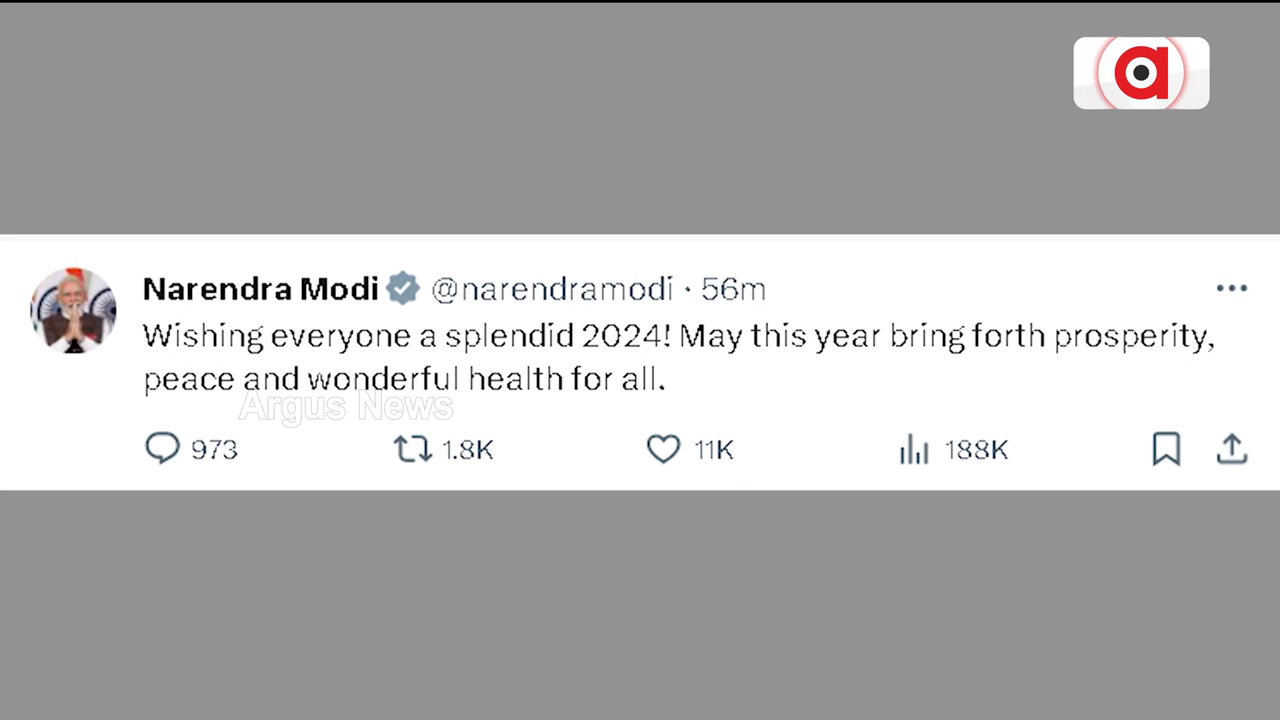 Narendra Modi @narendramodi · 56m
Wishing everyone a splendid 2024! May this year bring forth prosperity,
peace and wonderful health for all.
Argus News
973 1.8K 11K 188K
a